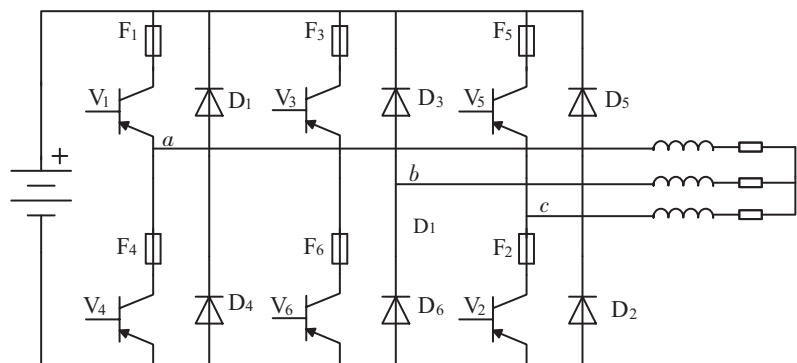 F1 F3 F5
V1 D1 V3 D3 V5 D5
+ a
b
c
D1
F4 F6 F2
V4 D4 V6 D6 V2 D2